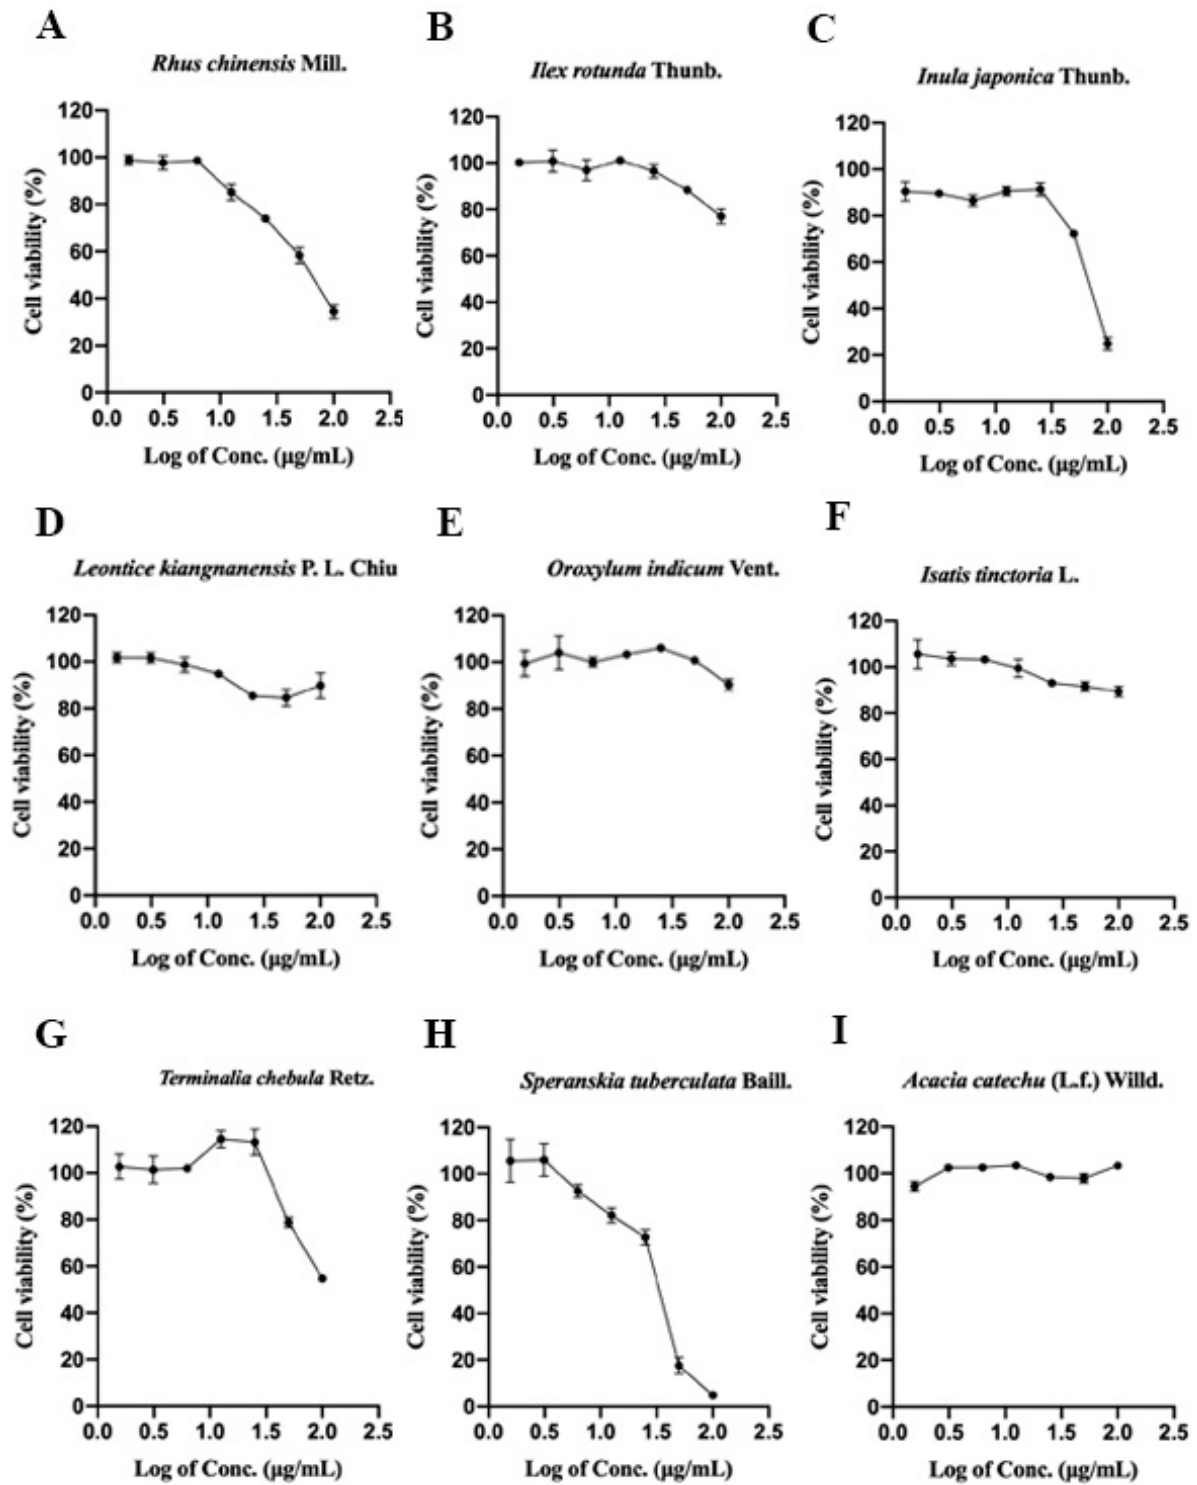 A
Rhus chinensis Mill.
120
100
80
60
40
20
0
Cell viability (%)
0.0 0.5 1.0 1.5 2.0 2.5
Log of Conc. (μg/mL)
B
Ilex rotunda Thunb.
120
100
80
60
40
20
0
Cell viability (%)
0.0 0.5 1.0 1.5 2.0 2.5
Log of Conc. (μg/mL)
C
Inula japonica Thunb.
120
100
80
60
40
20
0
Cell viability (%)
0.0 0.5 1.0 1.5 2.0 2.5
Log of Conc. (μg/mL)
D
Leontice kiangnanensis P. L. Chiu
120
100
80
60
40
20
0
Cell viability (%)
0.0 0.5 1.0 1.5 2.0 2.5
Log of Conc. (μg/mL)
E
Oroxylum indicum Vent.
120
100
80
60
40
20
0
Cell viability (%)
0.0 0.5 1.0 1.5 2.0 2.5
Log of Conc. (μg/mL)
F
Isatis tinctoria L.
120
100
80
60
40
20
0
Cell viability (%)
0.0 0.5 1.0 1.5 2.0 2.5
Log of Conc. (μg/mL)
G
Terminalia chebula Retz.
120
100
80
60
40
20
0
Cell viability (%)
0.0 0.5 1.0 1.5 2.0 2.5
Log of Conc. (μg/mL)
H
Speranskia tuberculata Baill.
120
100
80
60
40
20
0
Cell viability (%)
0.0 0.5 1.0 1.5 2.0 2.5
Log of Conc. (μg/mL)
I
Acacia catechu (L.f.) Willd.
120
100
80
60
40
20
0
Cell viability (%)
0.0 0.5 1.0 1.5 2.0 2.5
Log of Conc. (μg/mL)